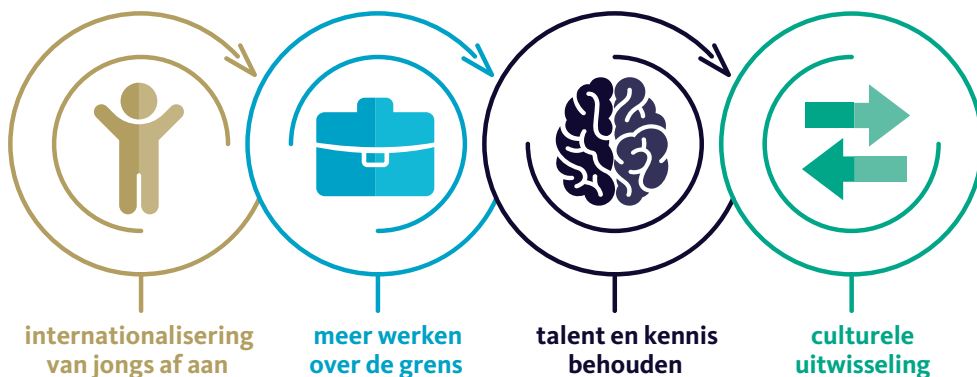 internationalisering
van jongs af aan
meer werken
over de grens
talent en kennis
behouden
culturele
uitwisseling